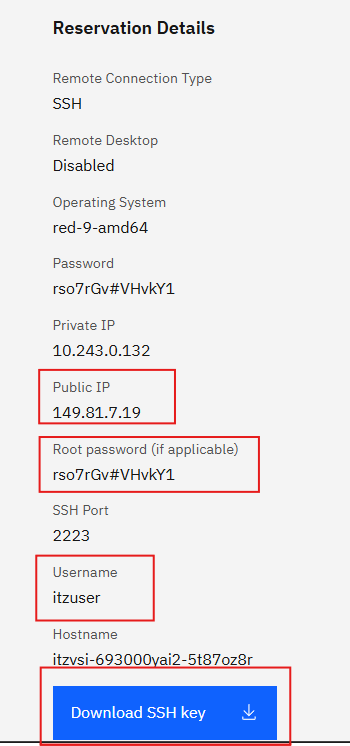 Reservation Details
Remote Connection Type
SSH
Remote Desktop
Disabled
Operating System
red-9-amd64
Password
rso7rGv#VHvkY1
Private IP
10.243.0.132
Public IP
149.81.7.19
Root password (if applicable)
rso7rGv#VHvkY1
SSH Port
2223
Username
itzuser
Hostname
itzvsi-693000yai2-5t87oz8r
Download SSH key